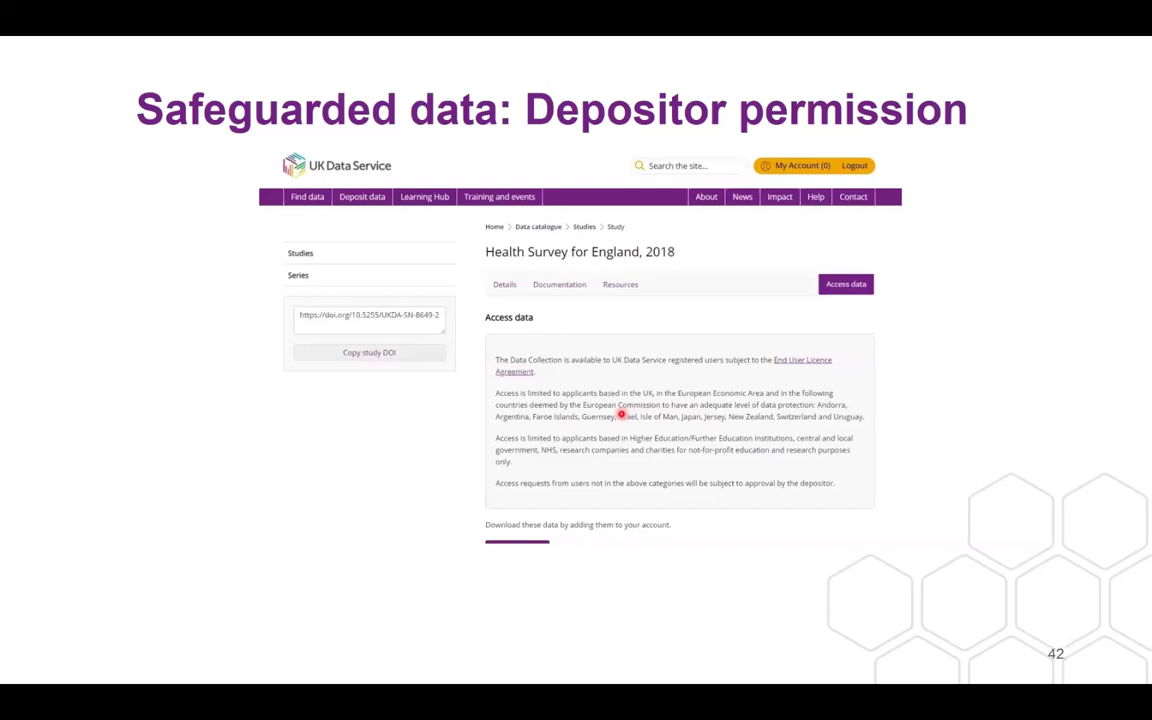 Safeguarded data: Depositor permission
UK Data Service
Search the site...
My Account (0) Logout
Find data Deposit data Learning Hub Training and events About News Impact Help Contact
Home > Data catalogue > Studies > Study
Studies
Series
https://doi.org/10.5255/UKDA-SN-8649-2
Copy study DOI
Health Survey for England, 2018
Details Documentation Resources Access data
Access data
The Data Collection is available to UK Data Service registered users subject to the End User Licence
Agreement.
Access is limited to applicants based in the UK, in the European Economic Area and in the following
countries deemed by the European Commission to have an adequate level of data protection: Andorra,
Argentina, Faroe Islands, Guernsey, Isle of Man, Japan, Jersey, New Zealand, Switzerland and Uruguay.
Access is limited to applicants based in Higher Education/Further Education institutions, central and local
government, NHS, research companies and charities for not-for-profit education and research purposes
only.
Access requests from users not in the above categories will be subject to approval by the depositor.
Download these data by adding them to your account.
42